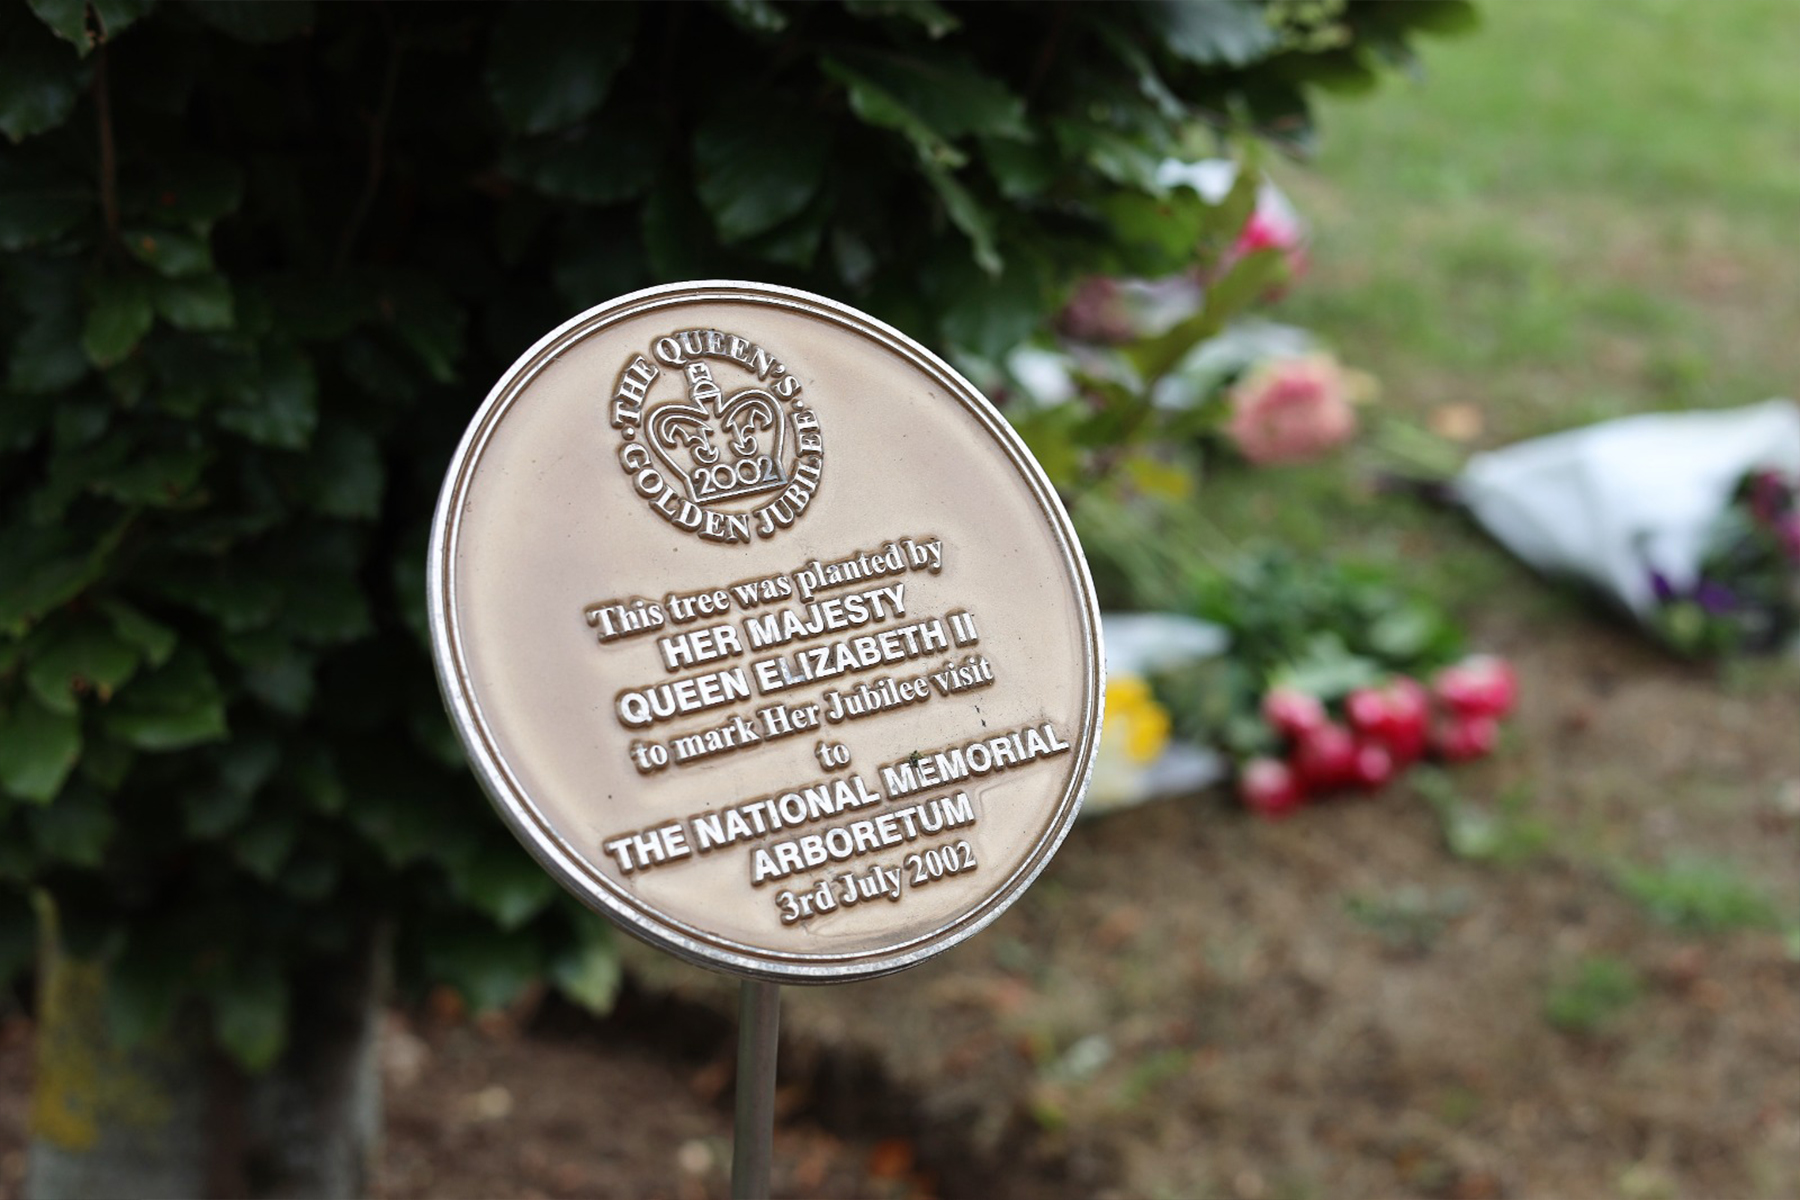 · THE QUEEN'S ·
GOLDEN JUBILEE
2002
This tree was planted by
HER MAJESTY
QUEEN ELIZABETH II
to mark Her Jubilee visit
to
THE NATIONAL MEMORIAL
ARBORETUM
3rd July 2002